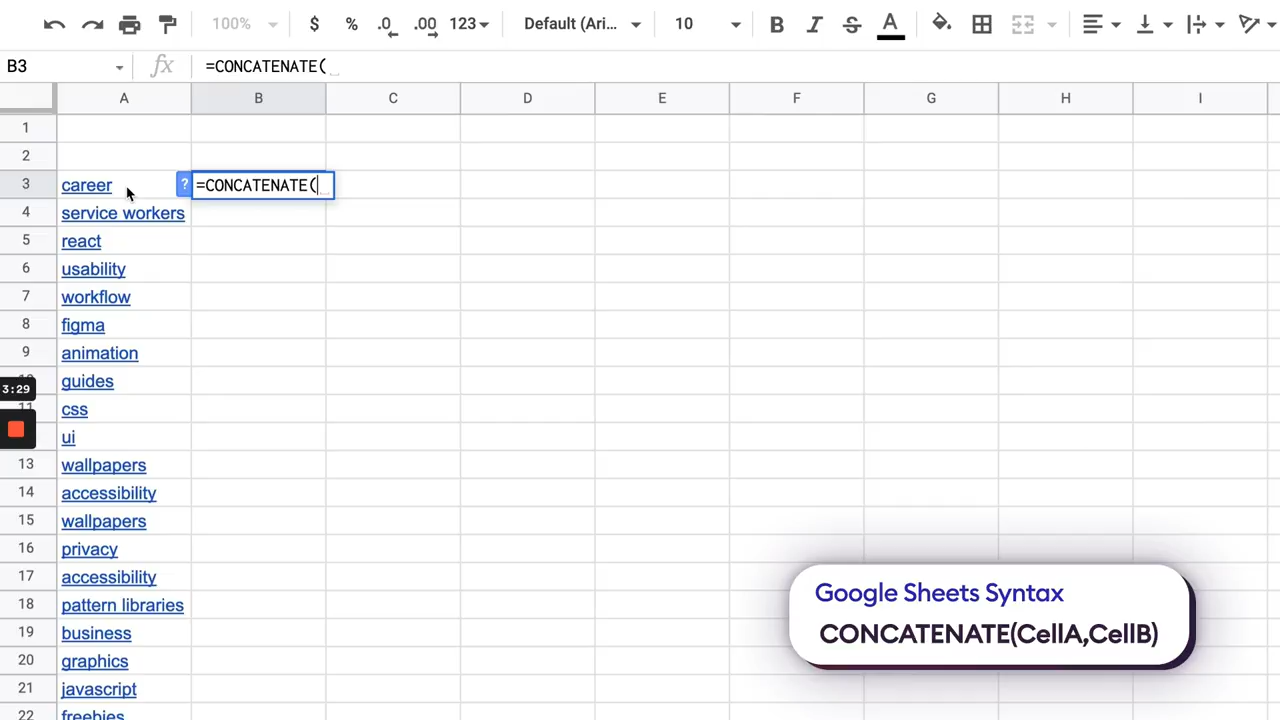 100% $ % .0 .00 123 Default (Ari... 10 B I S A
B3 fx =CONCATENATE(
A B C D E F G H I
1
2
3 career ? =CONCATENATE(
4 service workers
5 react
6 usability
7 workflow
8 figma
9 animation
guides
3:29
11 css
ui
13 wallpapers
14 accessibility
15 wallpapers
16 privacy
17 accessibility
18 pattern libraries
19 business
20 graphics
21 javascript
22 freebies
Google Sheets Syntax
CONCATENATE(CellA,CellB)